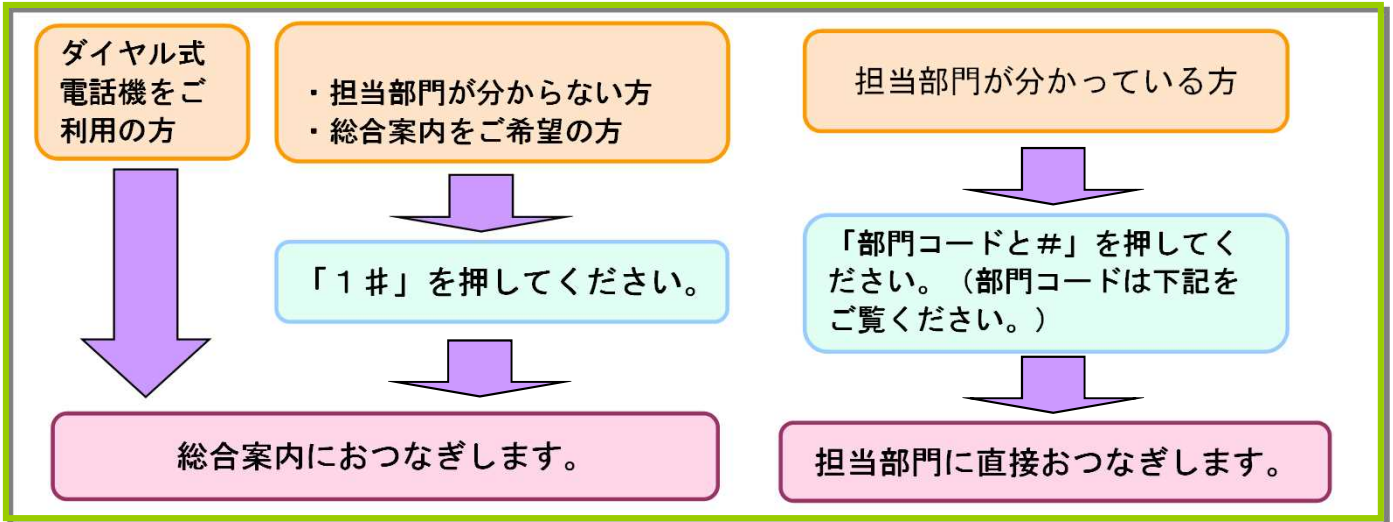 ダイヤル式
電話機をご
利用の方
・担当部門が分からない方
・総合案内をご希望の方
担当部門が分かっている方
「１＃」を押してください。
「部門コードと＃」を押してく
ださい。（部門コードは下記を
ご覧ください。）
総合案内におつなぎします。
担当部門に直接おつなぎします。